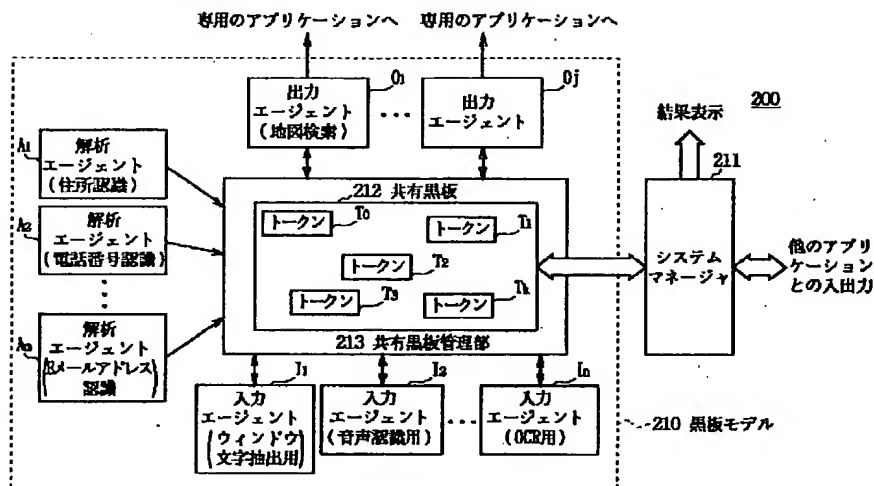 専用のアプリケーションへ 専用のアプリケーションへ
出力
エージェント
(地図検索)
O1
出力
エージェント
Oj
結果表示
200
211
A1
解析
エージェント
(住所認識)
A2
解析
エージェント
(電話番号認識)
解析
エージェント
(Eメールアドレス
認識)
212 共有黒板
トークン T0
トークン T1
トークン T2
トークン T3
トークン Tk
213 共有黒板管理部
システム
マネージャ
他のアプリ
ケーション
との入出力
入力
エージェント
(ウィンドウ
文字抽出用)
I1
入力
エージェント
(音声認識用)
I2
入力
エージェント
(OCR用)
In
210 黒板モデル